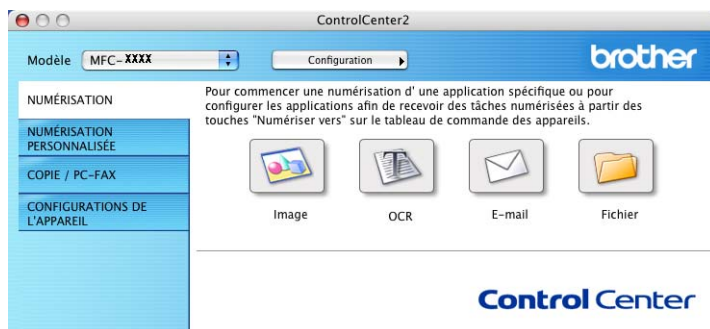 ControlCenter2
Modèle
MFC-XXXX
Configuration
brother
NUMÉRISATION
NUMÉRISATION
PERSONNALISÉE
COPIE / PC-FAX
CONFIGURATIONS DE
L'APPAREIL
Pour commencer une numérisation d' une application spécifique ou pour
configurer les applications afin de recevoir des tâches numérisées à partir des
touches "Numériser vers" sur le tableau de commande des appareils.
Image
OCR
E-mail
Fichier
Control Center